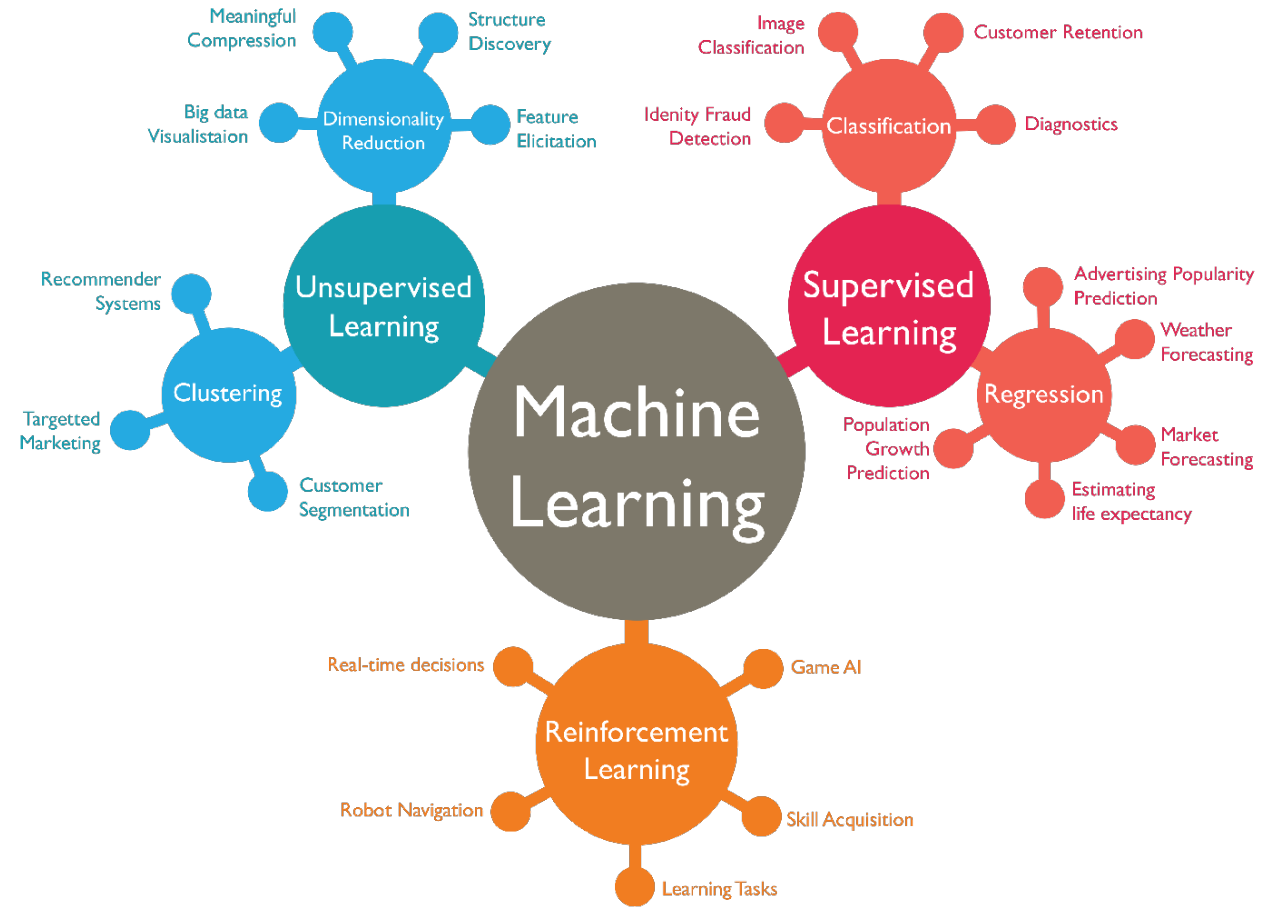 Meaningful
Compression
Structure
Discovery
Big data
Visualistaion
Dimensionality
Reduction
Feature
Elicitation
Image
Classification
Customer Retention
Idenity Fraud
Detection
Classification
Diagnostics
Unsupervised
Learning
Supervised
Learning
Recommender
Systems
Clustering
Targetted
Marketing
Customer
Segmentation
Machine
Learning
Advertising Popularity
Prediction
Weather
Forecasting
Regression
Population
Growth
Prediction
Market
Forecasting
Estimating
life expectancy
Real-time decisions
Game AI
Reinforcement
Learning
Robot Navigation
Skill Acquisition
Learning Tasks